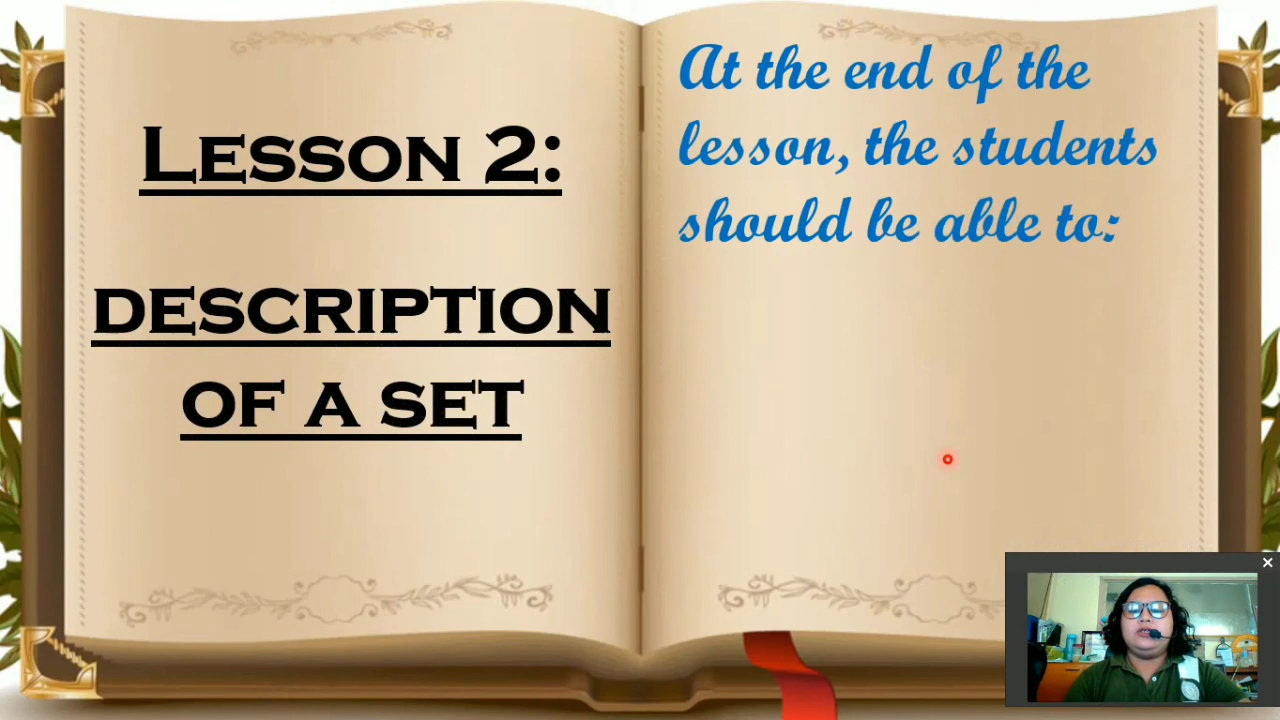 LESSON 2:
DESCRIPTION
OF A SET
At the end of the
lesson, the students
should be able to: